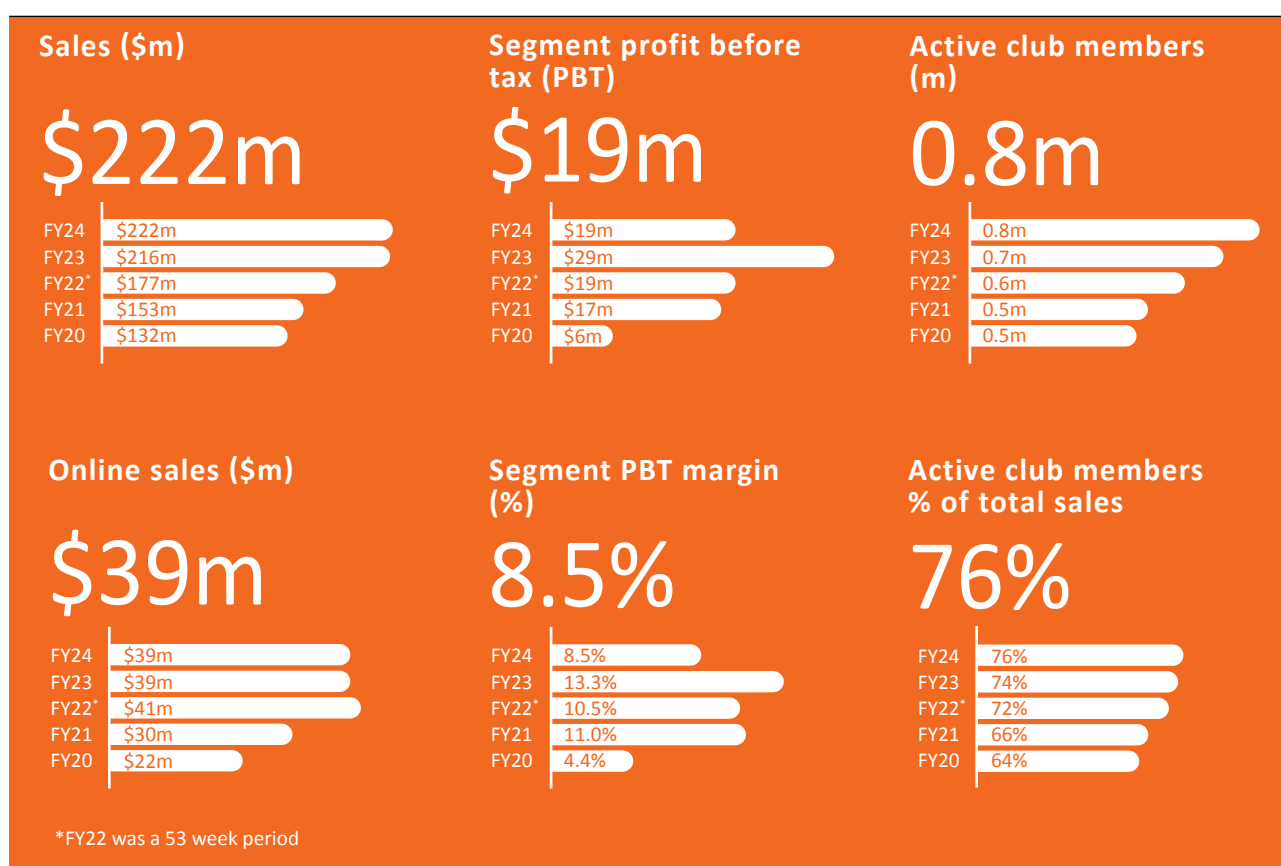 Sales ($m)
$222m
FY24 $222m
FY23 $216m
FY22* $177m
FY21 $153m
FY20 $132m
Segment profit before
tax (PBT)
$19m
FY24 $19m
FY23 $29m
FY22* $19m
FY21 $17m
FY20 $6m
Active club members
(m)
0.8m
FY24 0.8m
FY23 0.7m
FY22* 0.6m
FY21 0.5m
FY20 0.5m
Online sales ($m)
$39m
FY24 $39m
FY23 $39m
FY22* $41m
FY21 $30m
FY20 $22m
Segment PBT margin
(%)
8.5%
FY24 8.5%
FY23 13.3%
FY22* 10.5%
FY21 11.0%
FY20 4.4%
Active club members
% of total sales
76%
FY24 76%
FY23 74%
FY22* 72%
FY21 66%
FY20 64%
*FY22 was a 53 week period